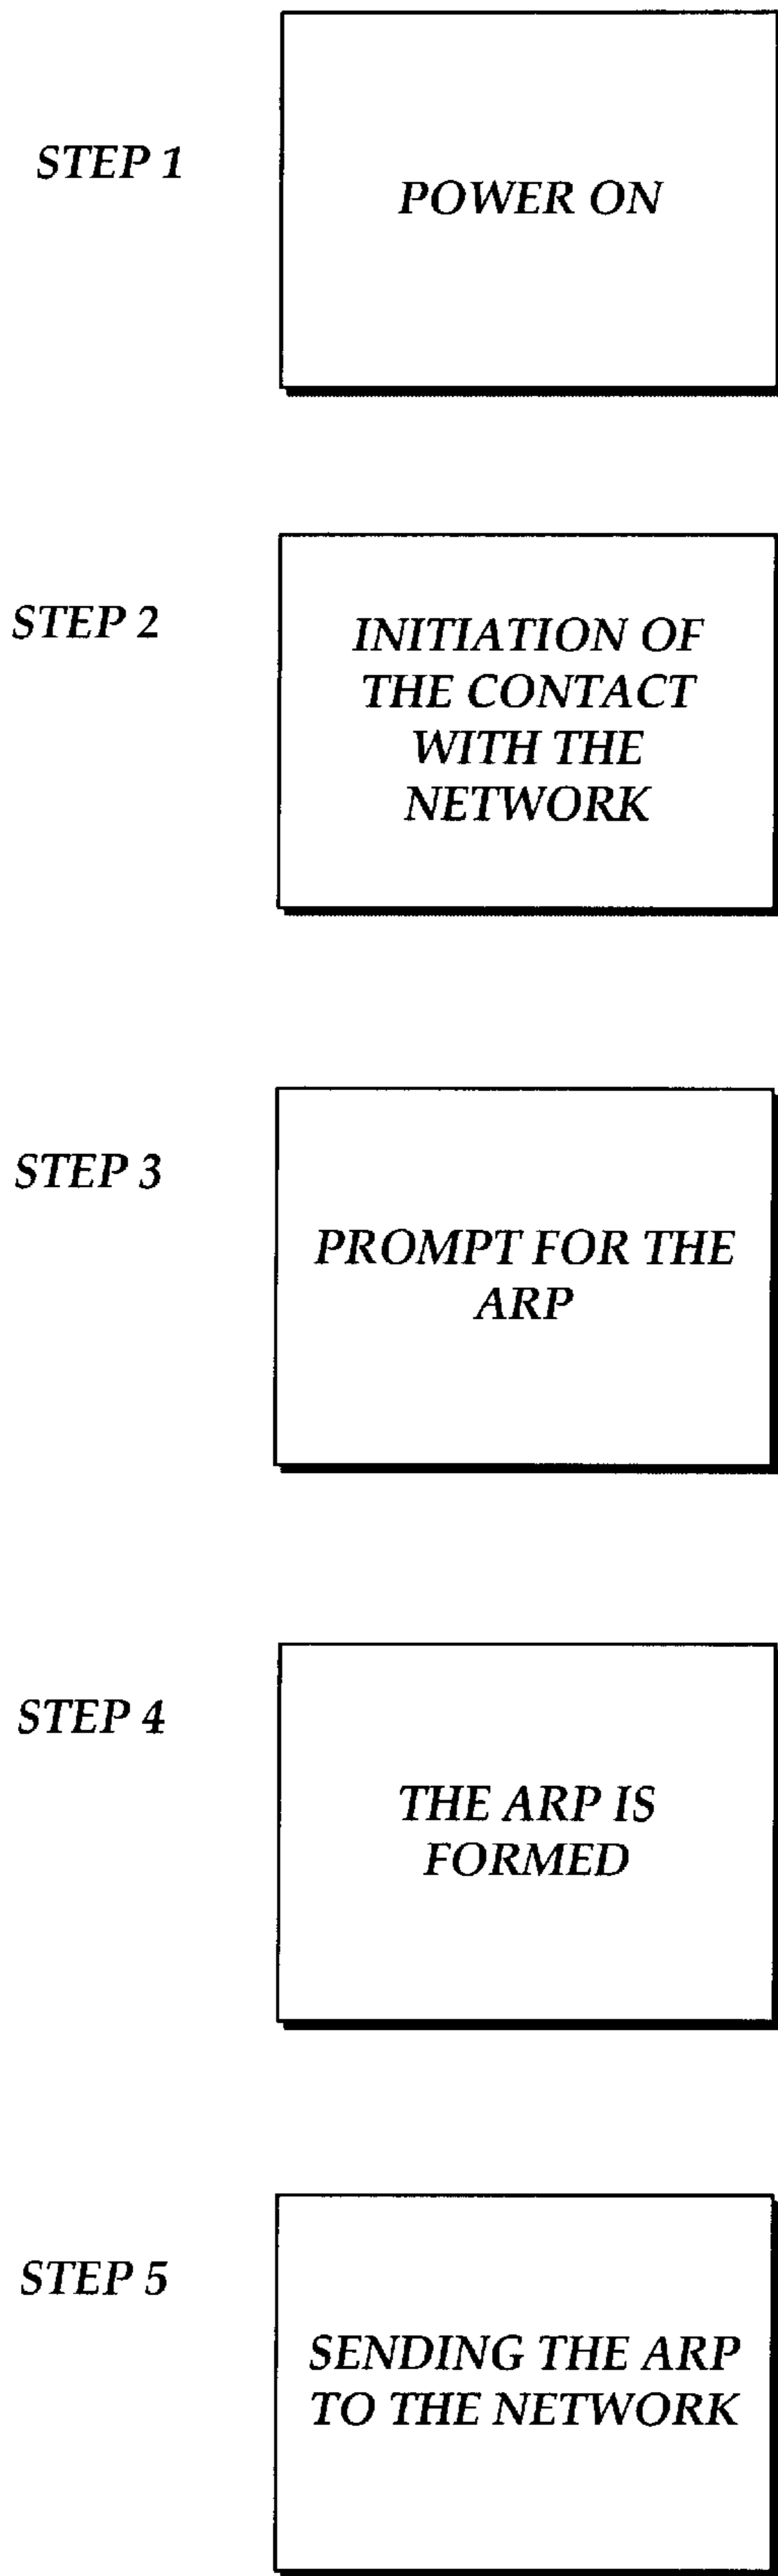 STEP 1
POWER ON
STEP 2
INITIATION OF
THE CONTACT
WITH THE
NETWORK
STEP 3
PROMPT FOR THE
ARP
STEP 4
THE ARP IS
FORMED
STEP 5
SENDING THE ARP
TO THE NETWORK